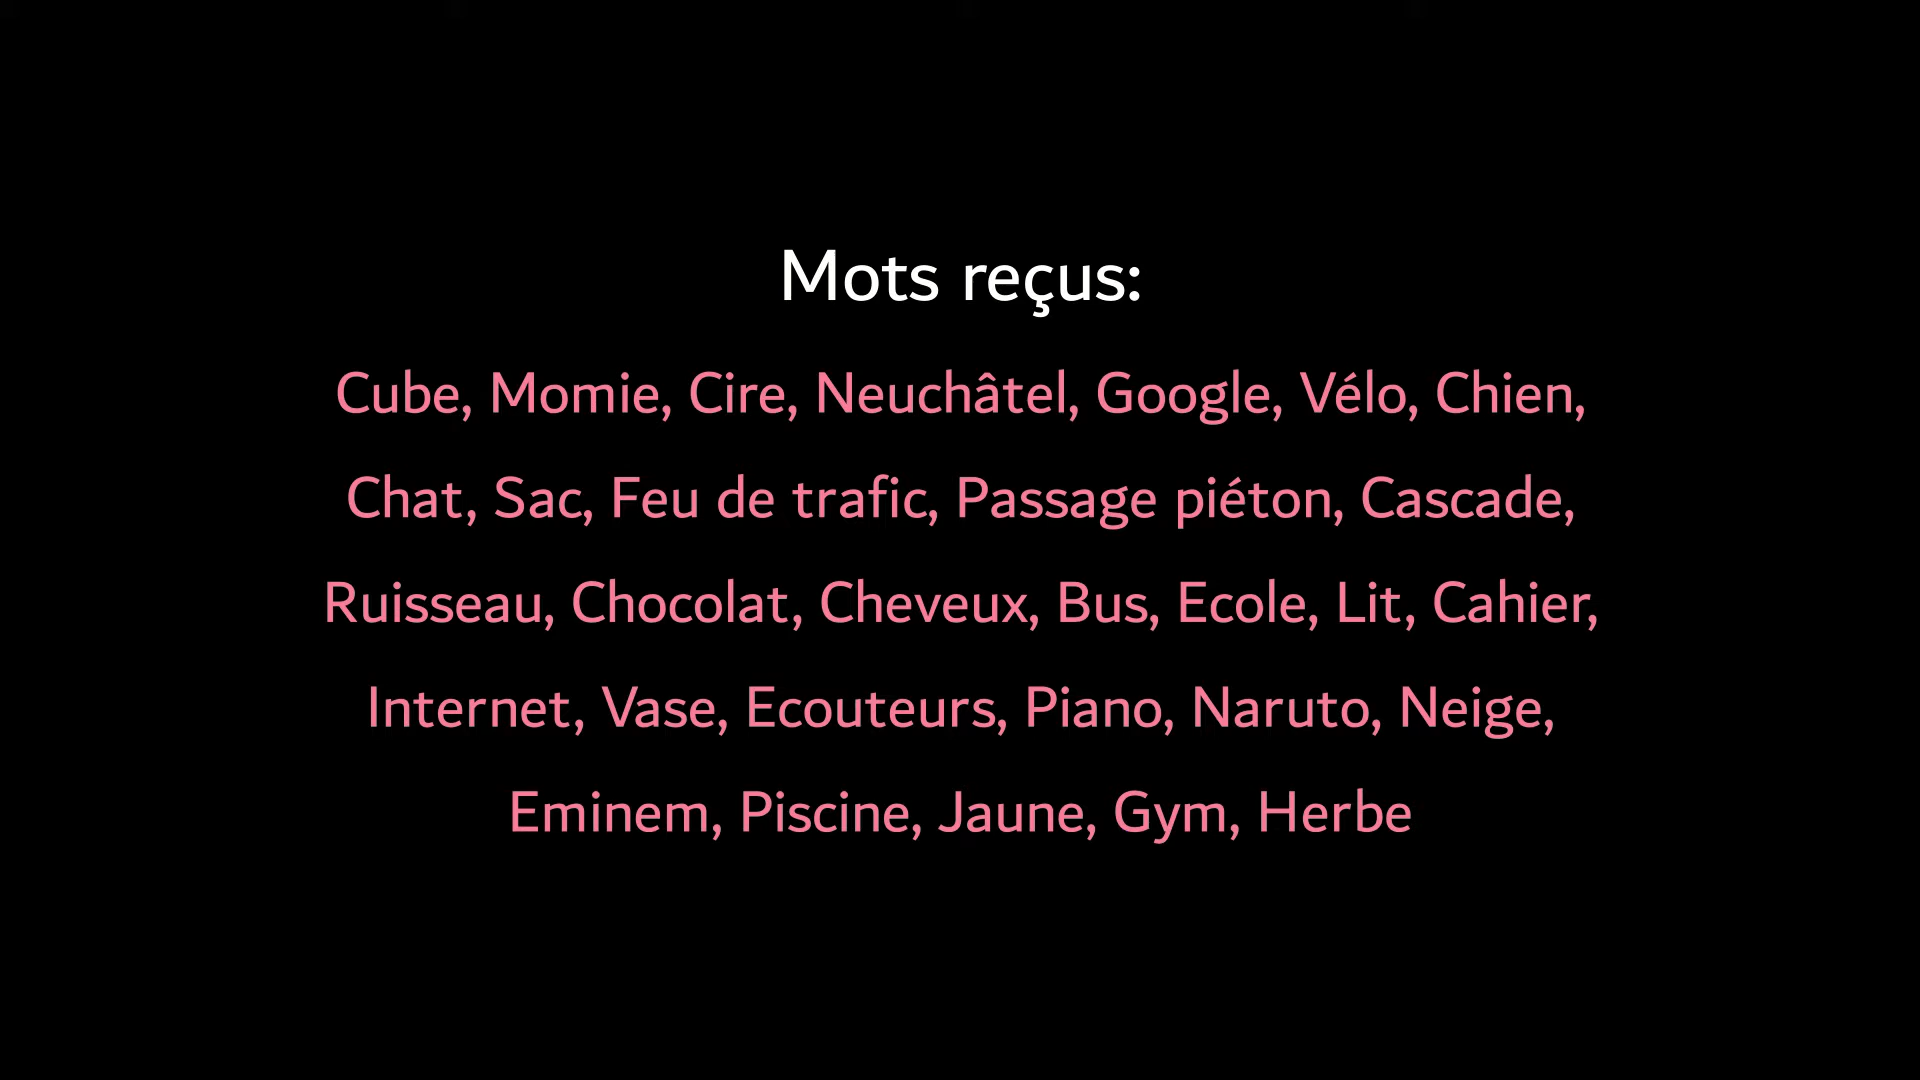 Mots reçus:
Cube, Momie, Cire, Neuchâtel, Google, Vélo, Chien,
Chat, Sac, Feu de trafic, Passage piéton, Cascade,
Ruisseau, Chocolat, Cheveux, Bus, Ecole, Lit, Cahier,
Internet, Vase, Ecouteurs, Piano, Naruto, Neige,
Eminem, Piscine, Jaune, Gym, Herbe